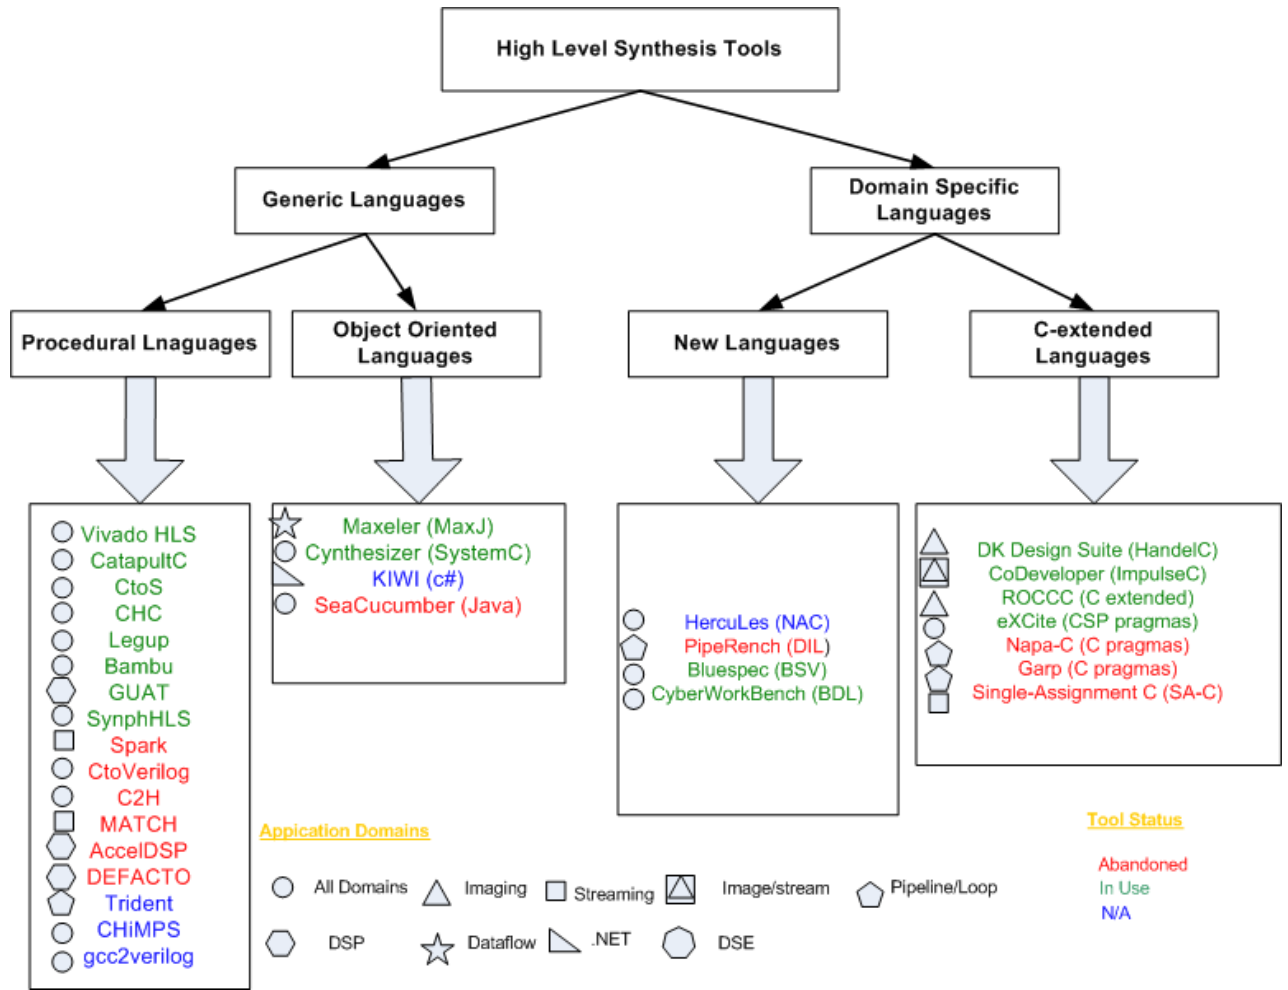 High Level Synthesis Tools
Generic Languages
Domain Specific
Languages
Procedural Lnaguages
Object Oriented
Languages
New Languages
C-extended
Languages
Vivado HLS
CatapultC
CtoS
CHC
Legup
Bambu
GUAT
SynphHLS
Spark
CtoVerilog
C2H
MATCH
AccelDSP
DEFACTO
Trident
CHiMPS
gcc2verilog
Maxeler (MaxJ)
Cynthesizer (SystemC)
KIWI (c#)
SeaCucumber (Java)
HercuLes (NAC)
PipeRench (DIL)
Bluespec (BSV)
CyberWorkBench (BDL)
DK Design Suite (HandelC)
CoDeveloper (ImpulseC)
ROCCC (C extended)
eXCite (CSP pragmas)
Napa-C (C pragmas)
Garp (C pragmas)
Single-Assignment C (SA-C)
Appication Domains
All Domains
Imaging
Streaming
Image/stream
Pipeline/Loop
DSP
Dataflow
.NET
DSE
Tool Status
Abandoned
In Use
N/A